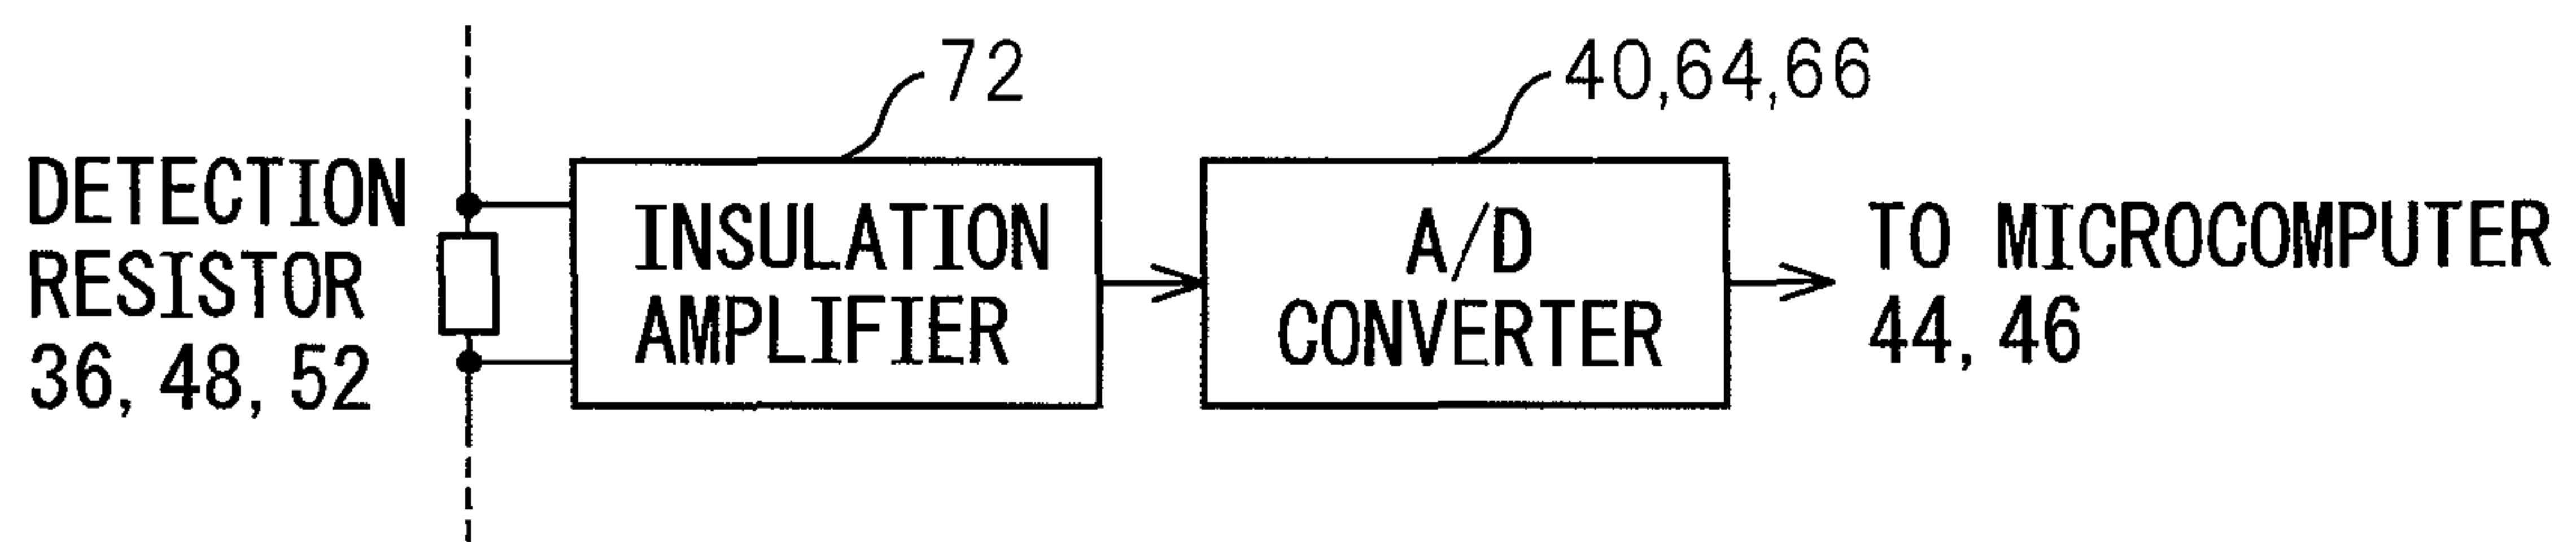 72
40,64,66
DETECTION
RESISTOR
36, 48, 52
INSULATION
AMPLIFIER
A/D
CONVERTER
TO MICROCOMPUTER
44, 46